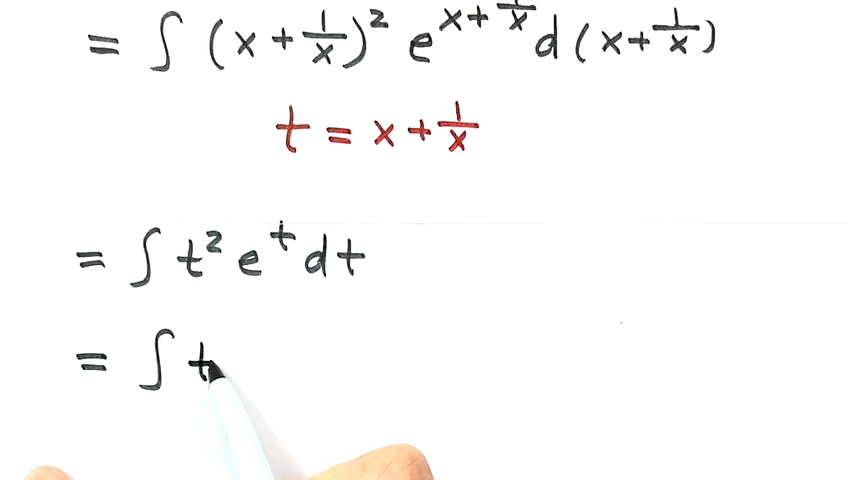 = ∫ (x + 1/x)² e^(x + 1/x) d(x + 1/x)
t = x + 1/x
= ∫ t² e^t dt
= ∫ t